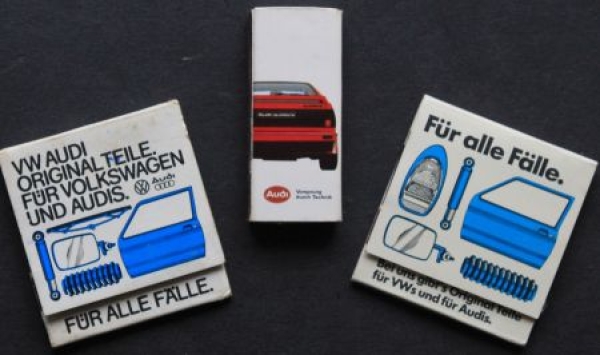 VW AUDI
ORIGINAL TEILE.
FÜR VOLKSWAGEN
UND AUDIS.
Audi
FÜR ALLE FÄLLE.
Audi
Vorsprung
durch Technik
Für alle Fälle.
Bei uns gibt's Original Teile
für VWs und für Audis.